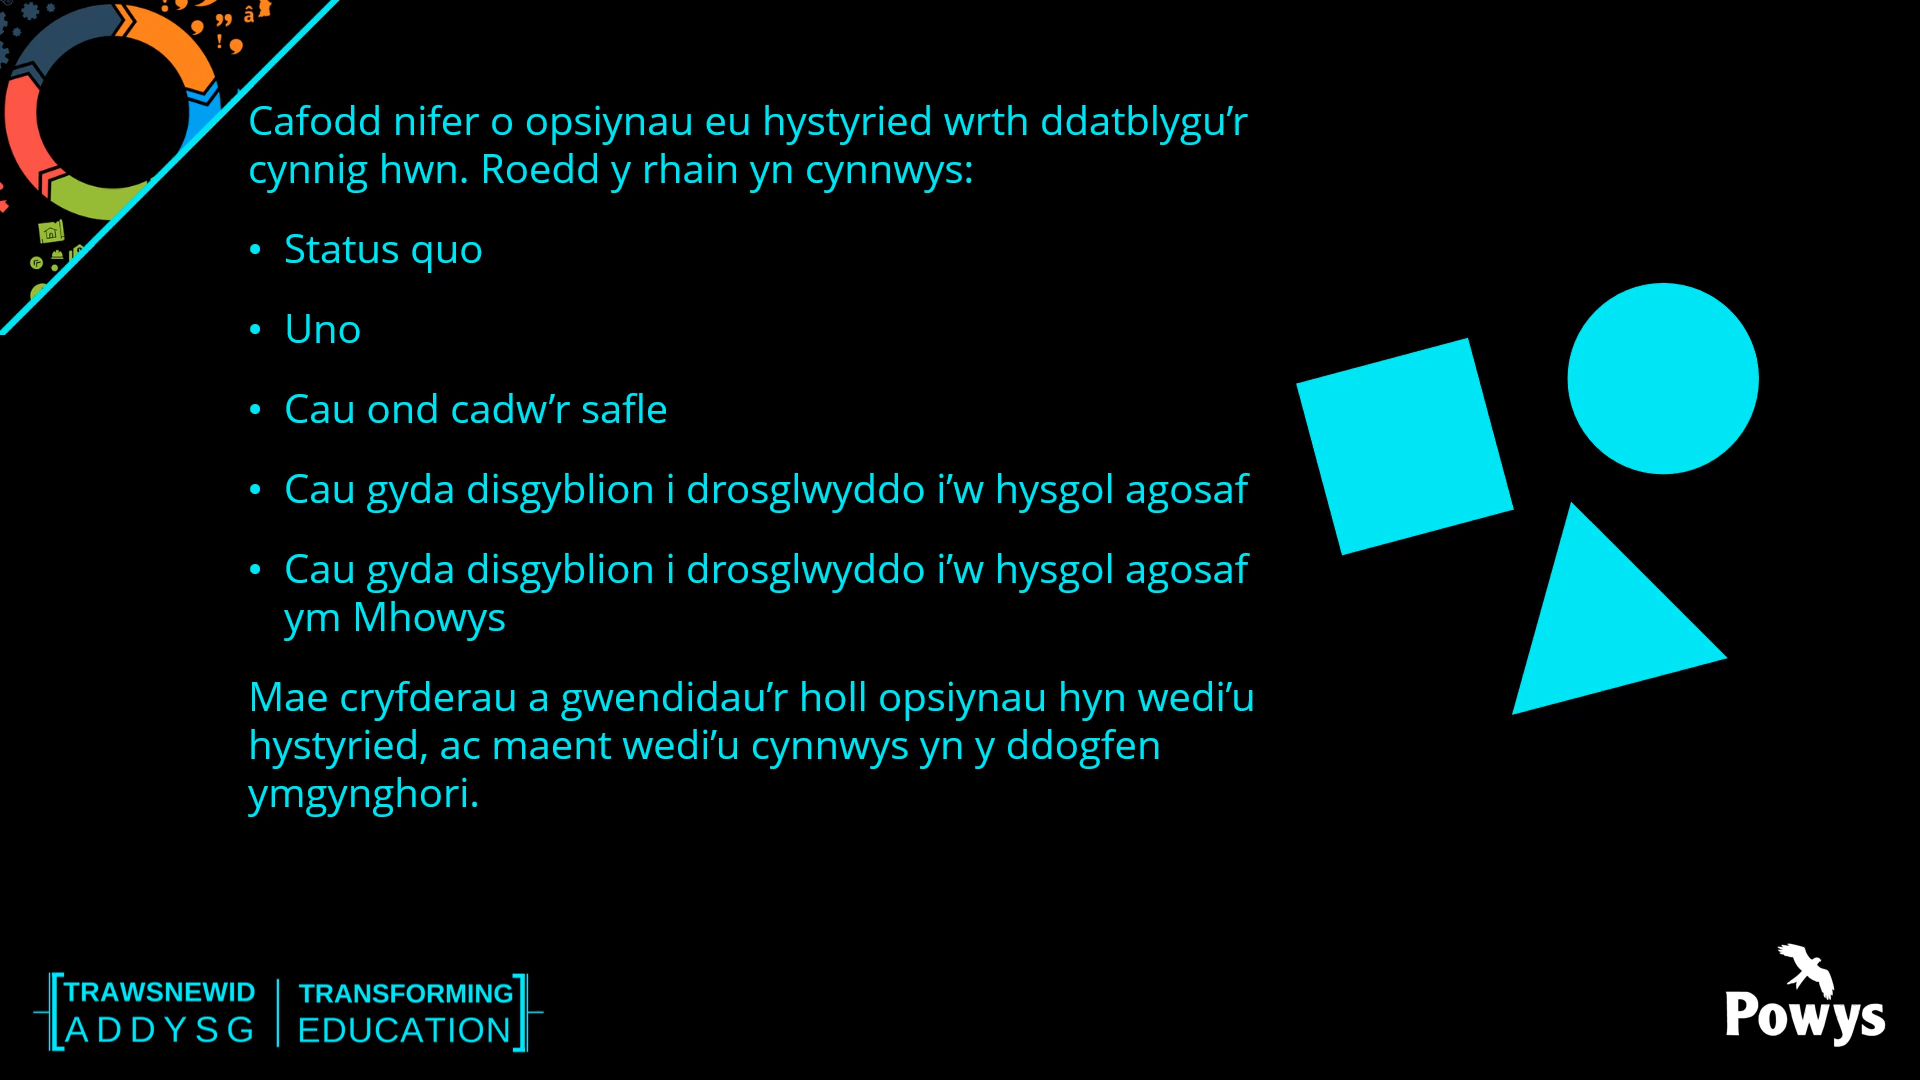 Cafodd nifer o opsiynau eu hystyried wrth ddatblygu’r
cynnig hwn. Roedd y rhain yn cynnwys:
• Status quo
• Uno
• Cau ond cadw’r safle
• Cau gyda disgyblion i drosglwyddo i’w hysgol agosaf
• Cau gyda disgyblion i drosglwyddo i’w hysgol agosaf
ym Mhowys
Mae cryfderau a gwendidau’r holl opsiynau hyn wedi’u
hystyried, ac maent wedi’u cynnwys yn y ddogfen
ymgynghori.
TRAWSNEWID
ADDYSG
TRANSFORMING
EDUCATION
Powys